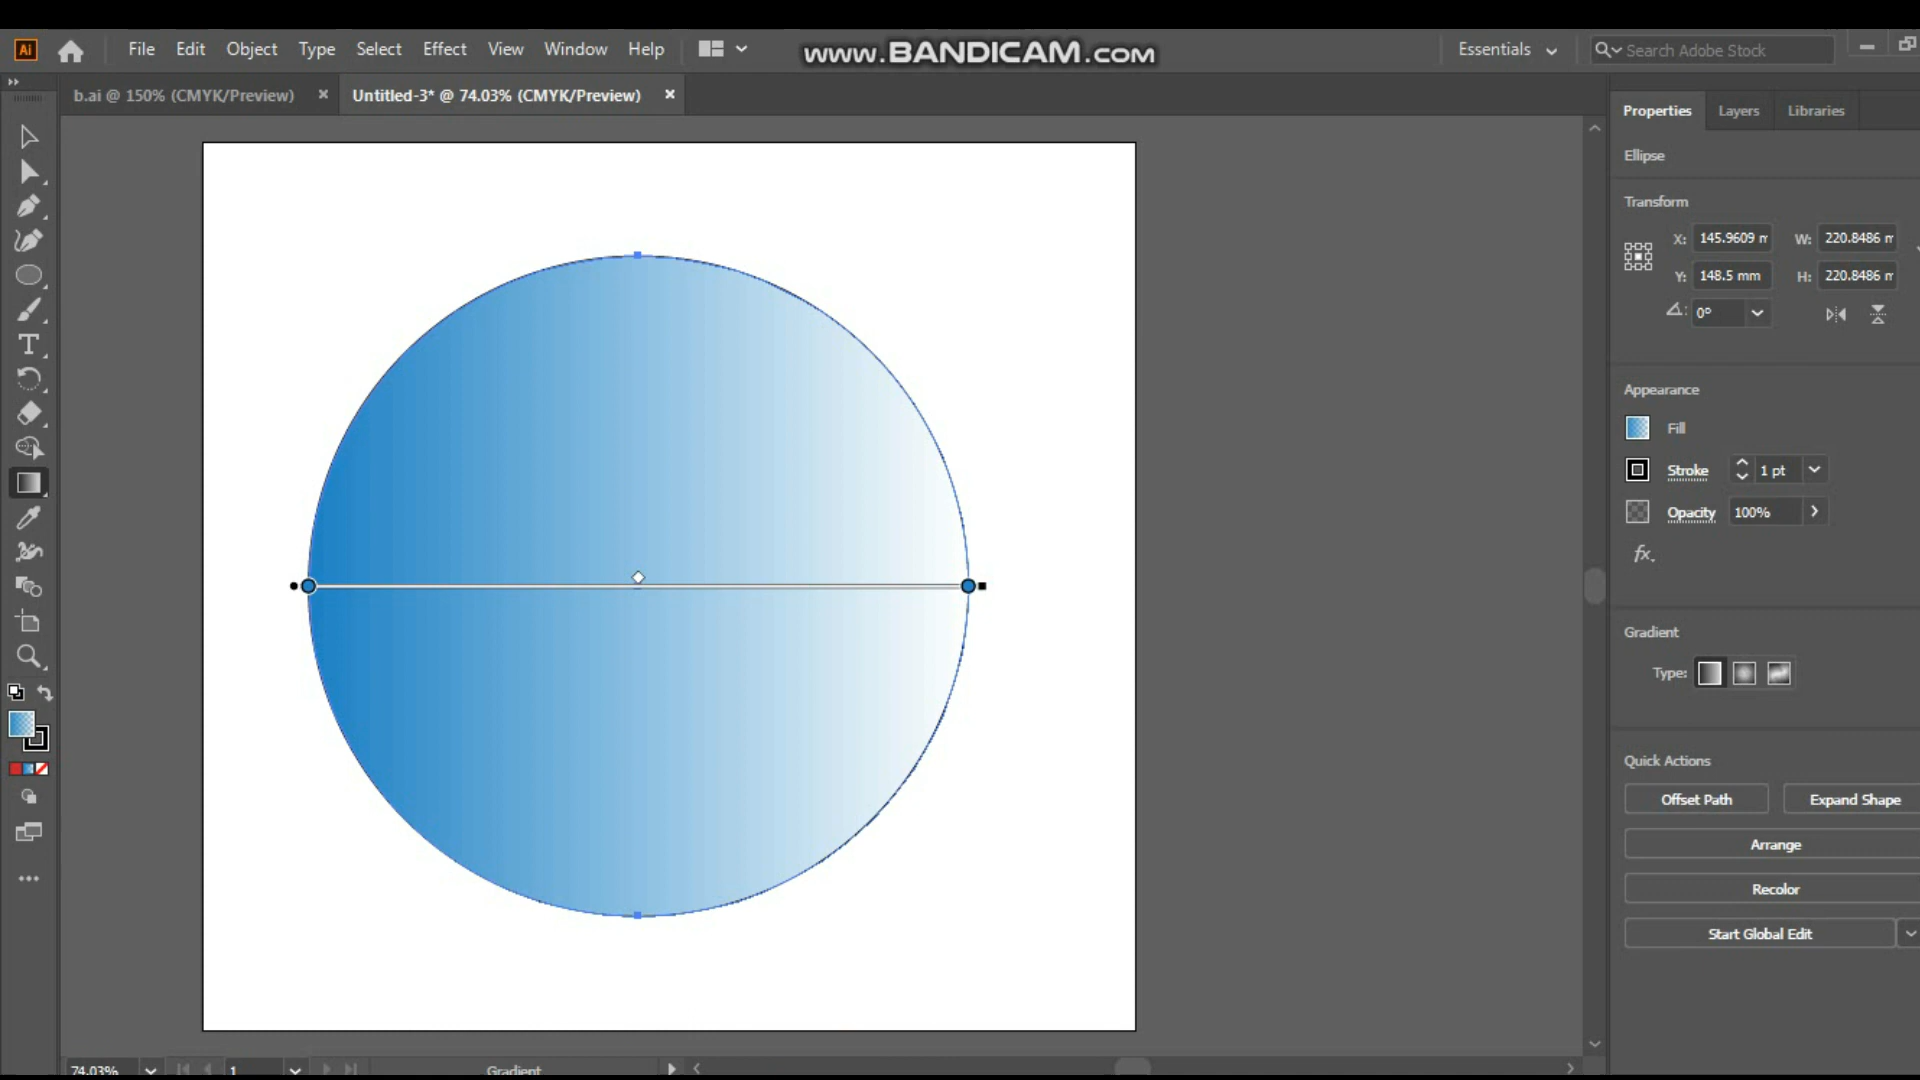 Ai File Edit Object Type Select Effect View Window Help www.BANDICAM.com Essentials Search Adobe Stock
b.ai @ 150% (CMYK/Preview) × Untitled-3* @ 74.03% (CMYK/Preview) ×
Properties Layers Libraries
Ellipse
Transform
X: 145.9609 m W: 220.8486 m
Y: 148.5 mm H: 220.8486 m
0°
Appearance
Fill
Stroke 1 pt
Opacity 100%
fx.
Gradient
Type:
Quick Actions
Offset Path Expand Shape
Arrange
Recolor
Start Global Edit
74.03% 1 Gradient